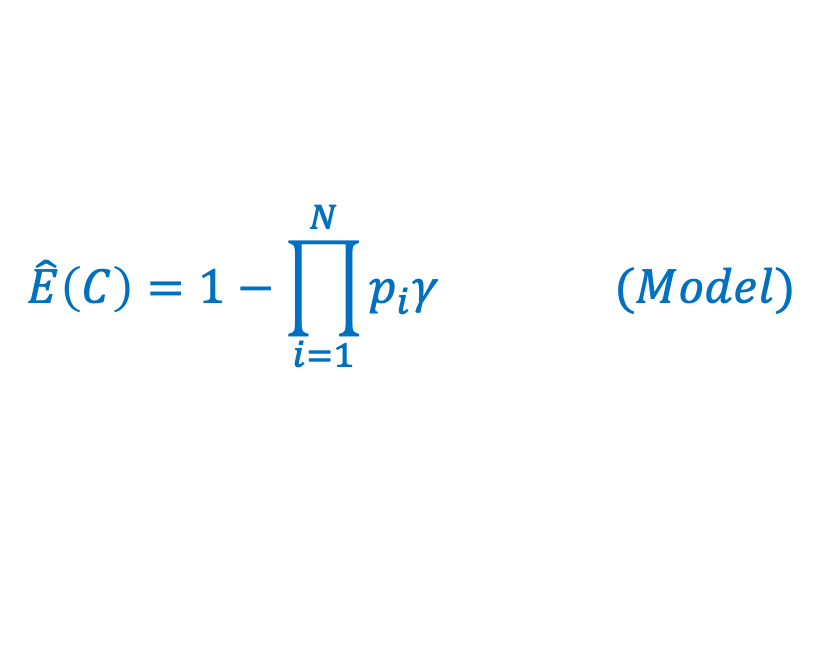 Ê(C) = 1 − ∏_{i=1}^{N} p_i γ (Model)